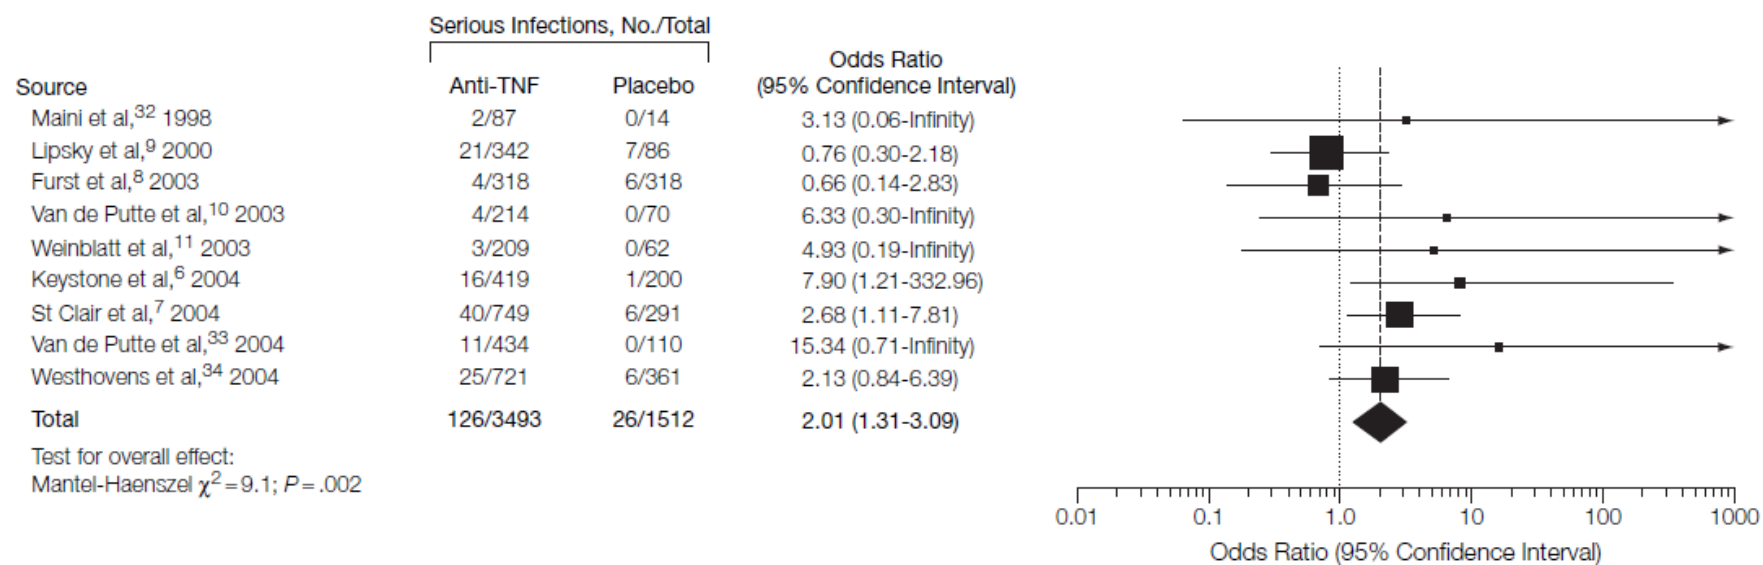 Serious Infections, No./Total
Source Anti-TNF Placebo Odds Ratio (95% Confidence Interval)
Maini et al,32 1998 2/87 0/14 3.13 (0.06-Infinity)
Lipsky et al,9 2000 21/342 7/86 0.76 (0.30-2.18)
Furst et al,8 2003 4/318 6/318 0.66 (0.14-2.83)
Van de Putte et al,10 2003 4/214 0/70 6.33 (0.30-Infinity)
Weinblatt et al,11 2003 3/209 0/62 4.93 (0.19-Infinity)
Keystone et al,6 2004 16/419 1/200 7.90 (1.21-332.96)
St Clair et al,7 2004 40/749 6/291 2.68 (1.11-7.81)
Van de Putte et al,33 2004 11/434 0/110 15.34 (0.71-Infinity)
Westhovens et al,34 2004 25/721 6/361 2.13 (0.84-6.39)
Total 126/3493 26/1512 2.01 (1.31-3.09)
Test for overall effect:
Mantel-Haenszel χ2=9.1; P=.002
0.01 0.1 1.0 10 100 1000
Odds Ratio (95% Confidence Interval)